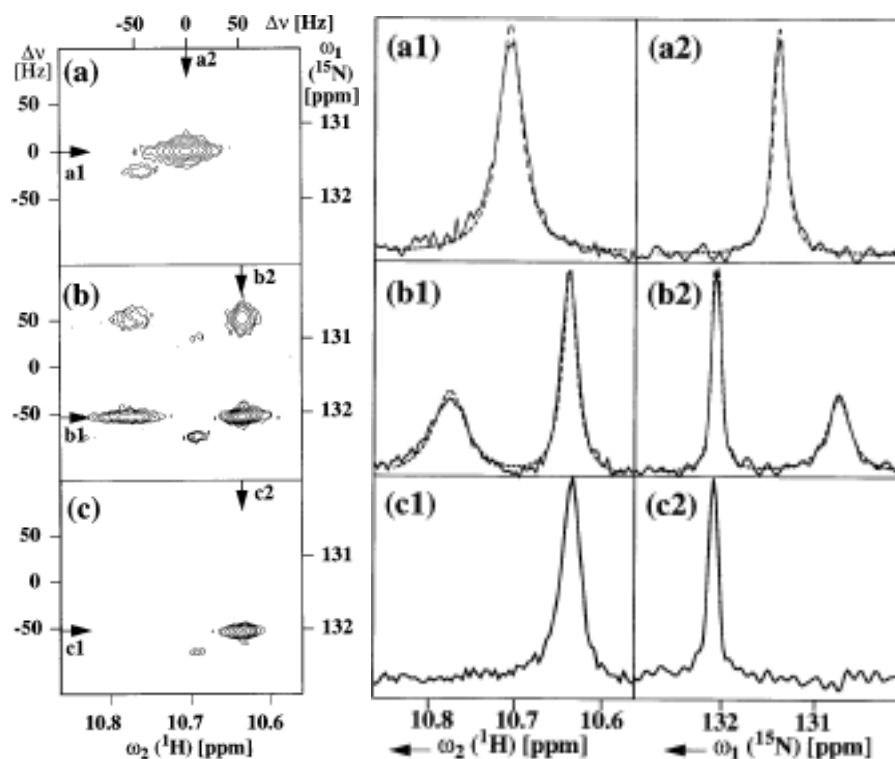 -50 0 50
Δν [Hz]
ω₁
(¹⁵N)
[ppm]
Δν
[Hz]
(a)
a2
50
0
-50
a1
131
132
(b)
b2
50
0
-50
b1
131
132
(c)
c2
50
0
-50
c1
131
132
10.8 10.7 10.6
ω₂ (¹H) [ppm]
(a1)
(a2)
(b1)
(b2)
(c1)
(c2)
10.8 10.7 10.6
132 131
ω₂ (¹H) [ppm]
ω₁ (¹⁵N) [ppm]